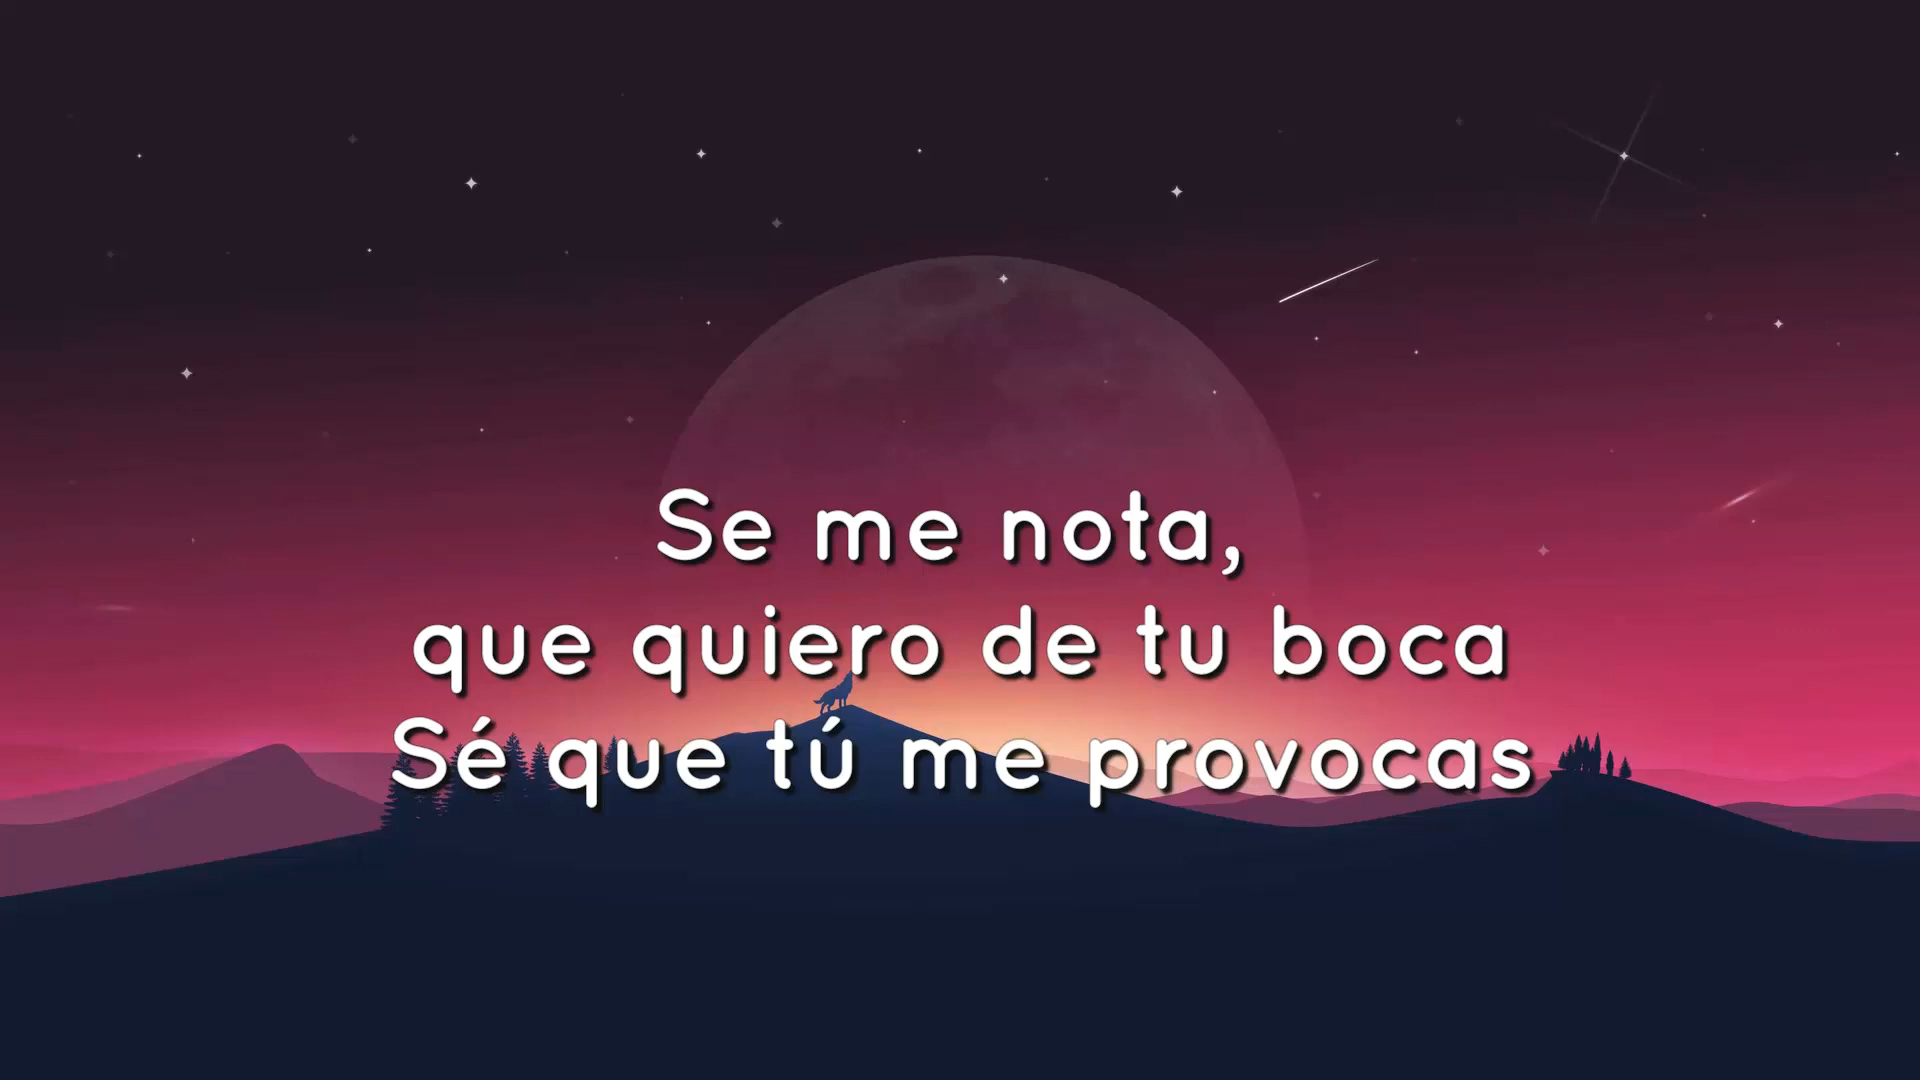 Se me nota,
que quiero de tu boca
Sé que tú me provocas